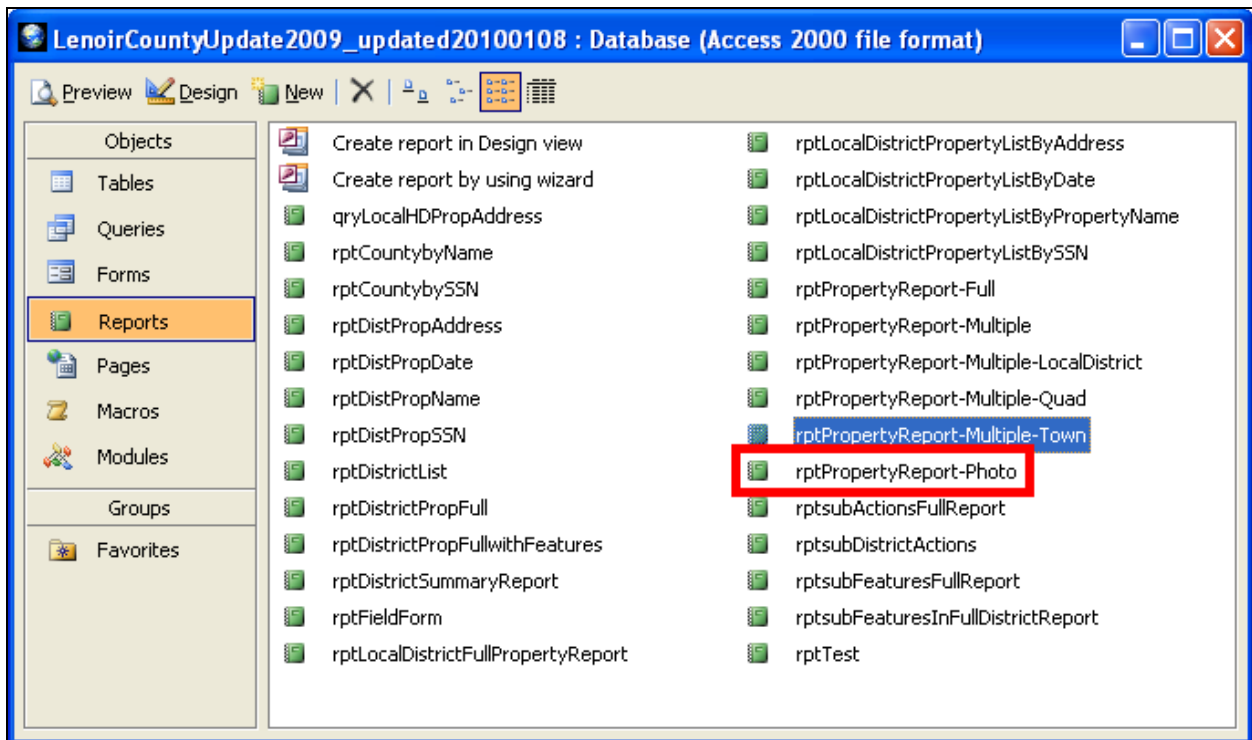 LenoirCountyUpdate2009_updated20100108 : Database (Access 2000 file format)
Preview Design New
Objects
Tables
Queries
Forms
Reports
Pages
Macros
Modules
Groups
Favorites
Create report in Design view
Create report by using wizard
qryLocalHDPropAddress
rptCountybyName
rptCountybySSN
rptDistPropAddress
rptDistPropDate
rptDistPropName
rptDistPropSSN
rptDistrictList
rptDistrictPropFull
rptDistrictPropFullwithFeatures
rptDistrictSummaryReport
rptFieldForm
rptLocalDistrictFullPropertyReport
rptLocalDistrictPropertyListByAddress
rptLocalDistrictPropertyListByDate
rptLocalDistrictPropertyListByPropertyName
rptLocalDistrictPropertyListBySSN
rptPropertyReport-Full
rptPropertyReport-Multiple
rptPropertyReport-Multiple-LocalDistrict
rptPropertyReport-Multiple-Quad
rptPropertyReport-Multiple-Town
rptPropertyReport-Photo
rptsubActionsFullReport
rptsubDistrictActions
rptsubFeaturesFullReport
rptsubFeaturesInFullDistrictReport
rptTest